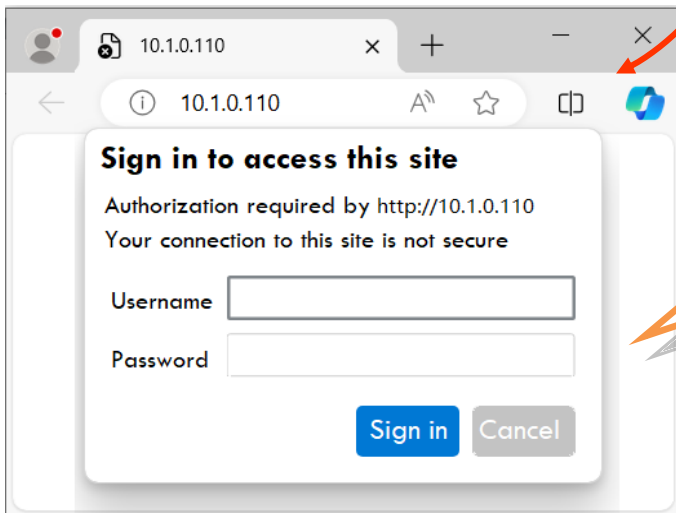 10.1.0.110
10.1.0.110
Sign in to access this site
Authorization required by http://10.1.0.110
Your connection to this site is not secure
Username
Password
Sign in Cancel